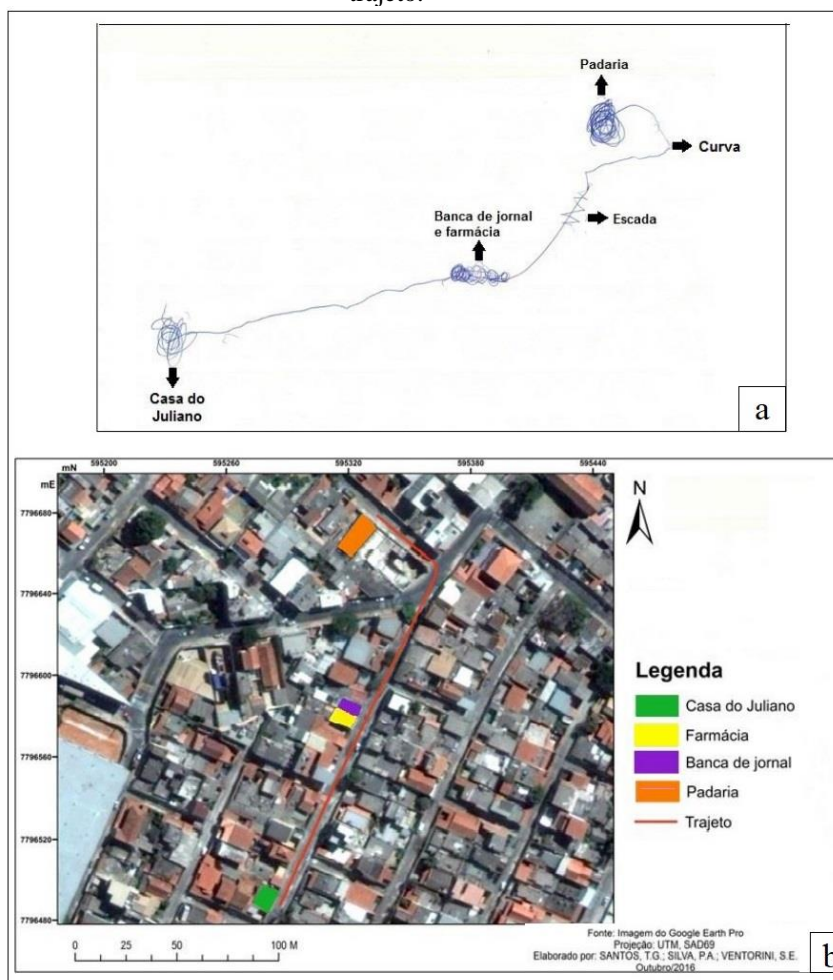 trajeto.
Padaria
Curva
Banca de jornal
e farmácia
Escada
Casa do
Juliano
a
mN
595200
595260
595320
595380
595440
mE
7796680
7796640
7796600
7796560
7796520
7796480
N
Legenda
Casa do Juliano
Farmácia
Banca de jornal
Padaria
Trajeto
0 25 50 100 M
Fonte: Imagem do Google Earth Pro
Projeção: UTM, SAD69
Elaborado por: SANTOS, T.G.; SILVA, P.A.; VENTORINI, S.E.
Outubro/2016
b